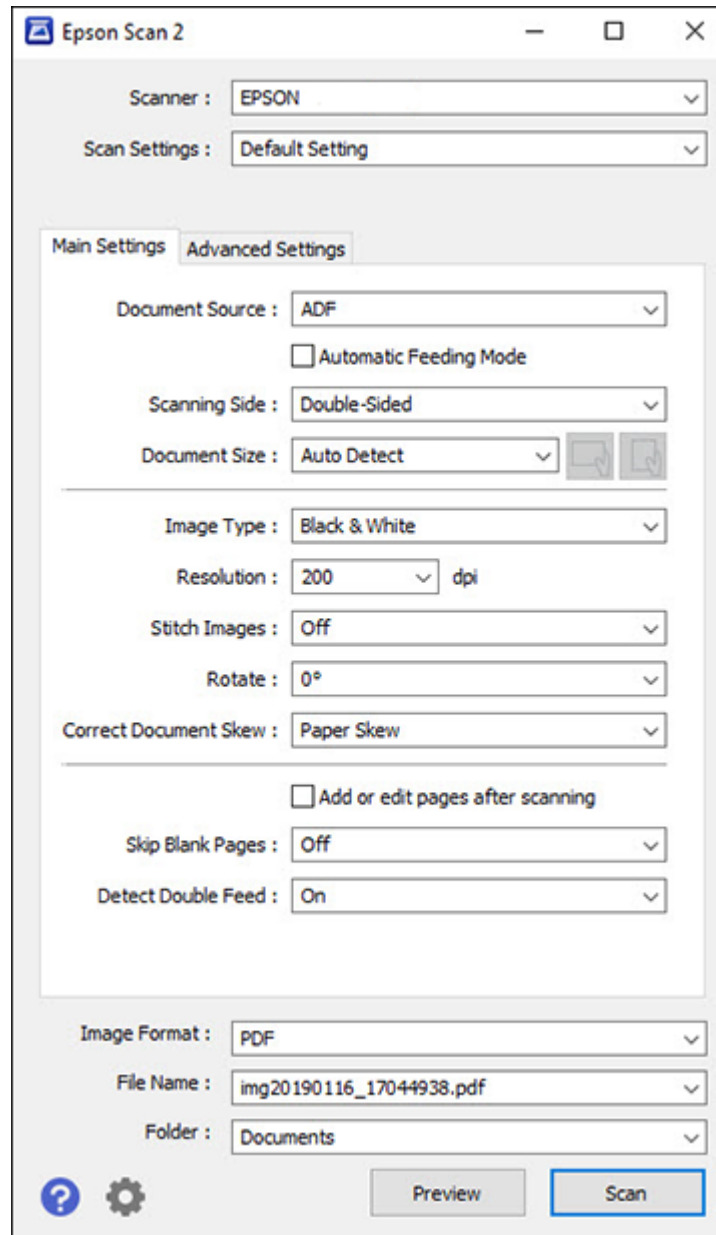 Epson Scan 2
Scanner : EPSON
Scan Settings : Default Setting
Main Settings Advanced Settings
Document Source : ADF
Automatic Feeding Mode
Scanning Side : Double-Sided
Document Size : Auto Detect
Image Type : Black & White
Resolution : 200 dpi
Stitch Images : Off
Rotate : 0°
Correct Document Skew : Paper Skew
Add or edit pages after scanning
Skip Blank Pages : Off
Detect Double Feed : On
Image Format : PDF
File Name : img20190116_17044938.pdf
Folder : Documents
? Preview Scan